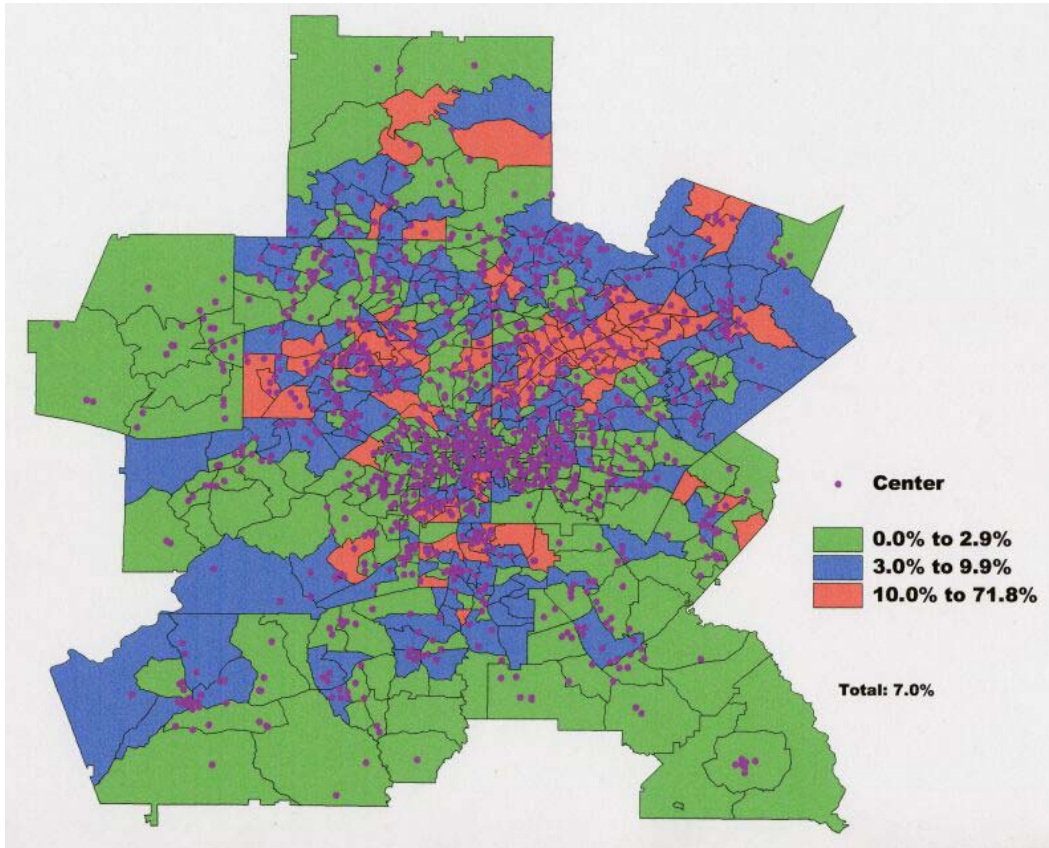 Center
0.0% to 2.9%
3.0% to 9.9%
10.0% to 71.8%
Total: 7.0%